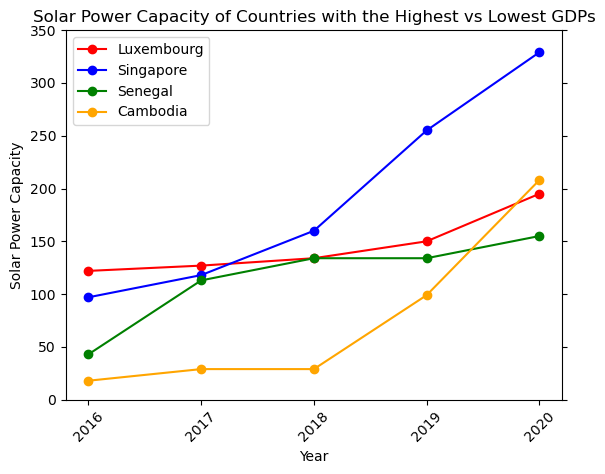 Solar Power Capacity of Countries with the Highest vs Lowest GDPs
350
300
250
200
150
100
50
0
Solar Power Capacity
Luxembourg
Singapore
Senegal
Cambodia
2016
2017
2018
2019
2020
Year